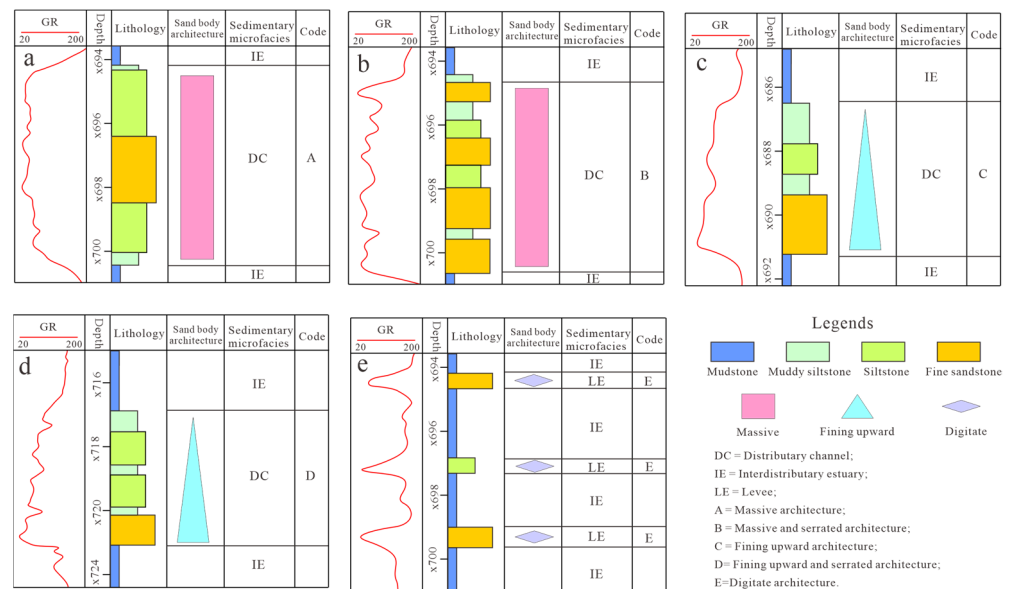 a
GR
20 200
Depth
Lithology
Sand body
architecture
Sedimentary
microfacies
Code
x694
x696
x698
x700
IE
DC
A
IE
b
GR
20 200
Depth
Lithology
Sand body
architecture
Sedimentary
microfacies
Code
x694
x696
x698
x700
IE
DC
B
IE
c
GR
20 200
Depth
Lithology
Sand body
architecture
Sedimentary
microfacies
Code
x686
x688
x690
x692
IE
DC
C
IE
d
GR
20 200
Depth
Lithology
Sand body
architecture
Sedimentary
microfacies
Code
x716
x718
x720
x724
IE
DC
D
IE
e
GR
20 200
Depth
Lithology
Sand body
architecture
Sedimentary
microfacies
Code
x694
x696
x698
x700
IE
LE E
IE
LE E
IE
LE E
IE
Legends
Mudstone Muddy siltstone Siltstone Fine sandstone
Massive Fining upward Digitate
DC = Distributary channel;
IE = Interdistributary estuary;
LE = Levee;
A = Massive architecture;
B = Massive and serrated architecture;
C = Fining upward architecture;
D= Fining upward and serrated architecture;
E=Digitate architecture.